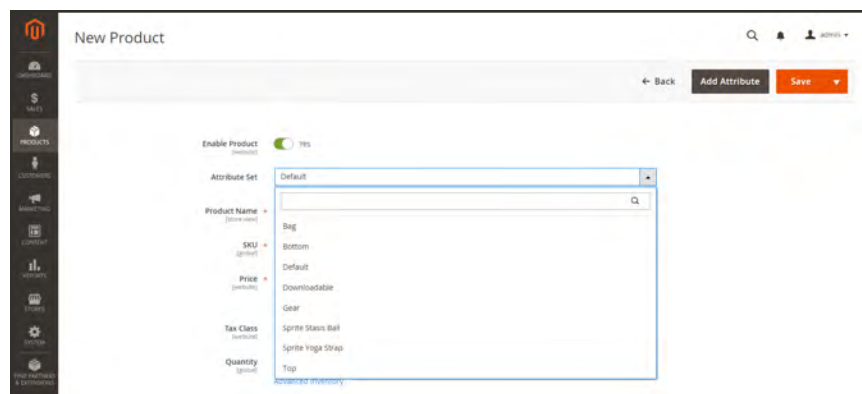 New Product
admin
DASHBOARD
← Back
Add Attribute
Save
$
SALES
PRODUCTS
Enable Product
[website]
Yes
CUSTOMERS
Attribute Set
Default
MARKETING
Product Name *
[store view]
Bag
CONTENT
SKU *
[global]
Bottom
Default
REPORTS
Price *
[website]
Downloadable
STORES
Gear
SYSTEM
Tax Class
[website]
Sprite Stasis Ball
Sprite Yoga Strap
FIND PARTNERS
& EXTENSIONS
Quantity
[global]
Top
Advanced Inventory